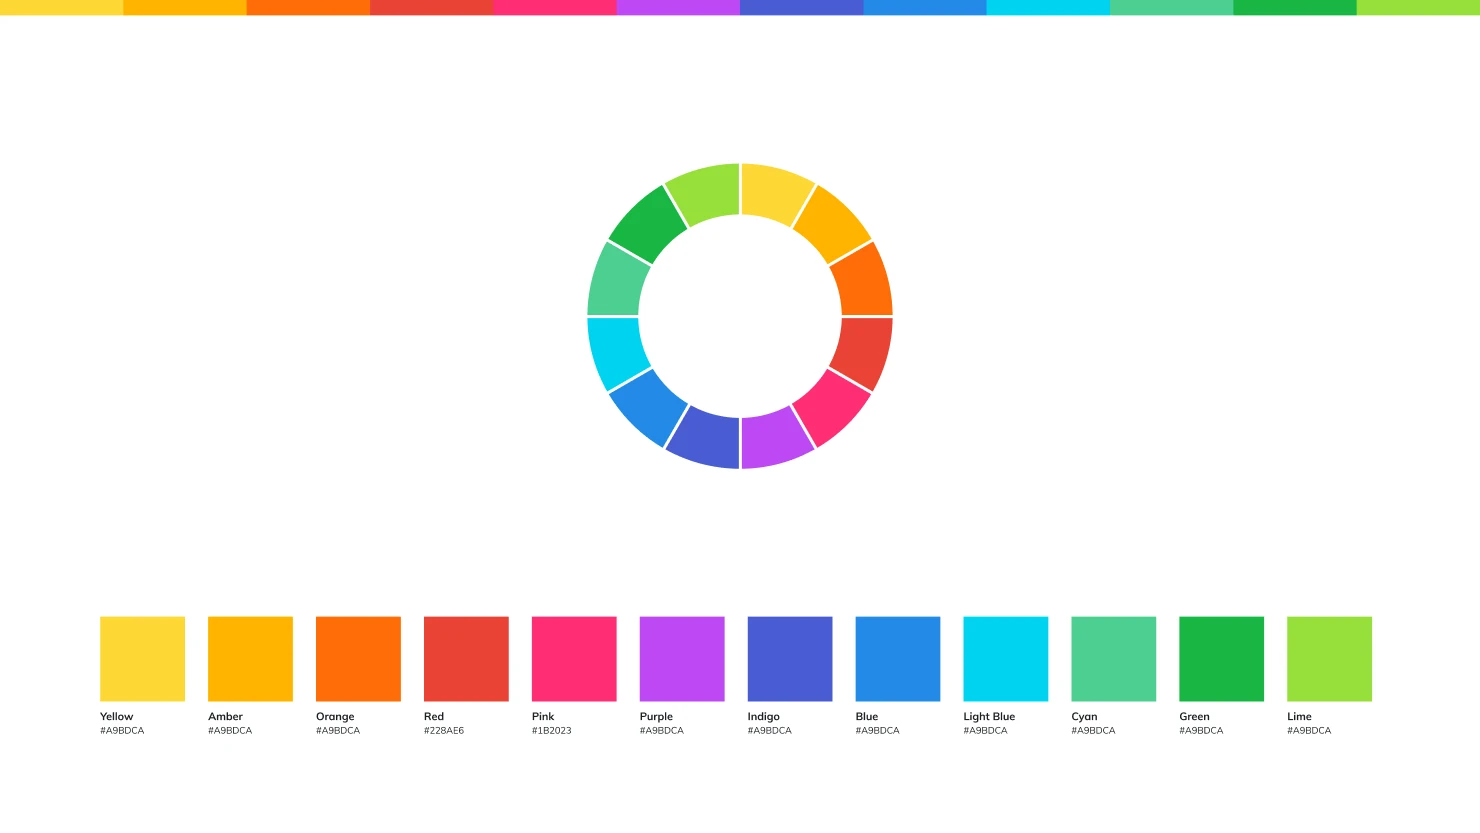 Yellow
#A9BDCA
Amber
#A9BDCA
Orange
#A9BDCA
Red
#228AE6
Pink
#1B2023
Purple
#A9BDCA
Indigo
#A9BDCA
Blue
#A9BDCA
Light Blue
#A9BDCA
Cyan
#A9BDCA
Green
#A9BDCA
Lime
#A9BDCA